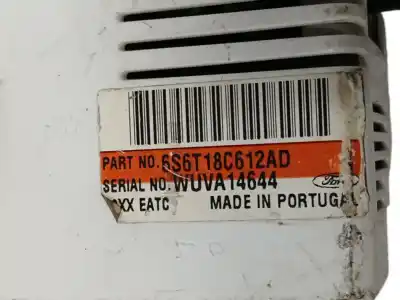 PART NO. 6S6T18C612AD
SERIAL NO. WUVA14644
Ford
XX EATC MADE IN PORTUGAL